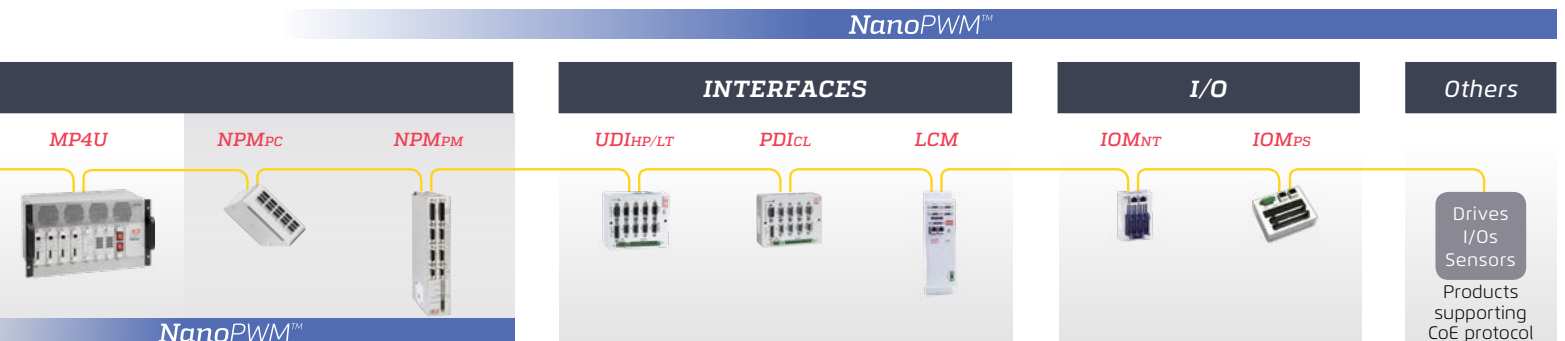 NanoPWM™
INTERFACES
I/O
Others
MP4U
NPMPC
NPMPM
UDIHP/LT
PDICL
LCM
IOMNT
IOMPS
Drives
I/Os
Sensors
Products
supporting
CoE protocol
NanoPWM™